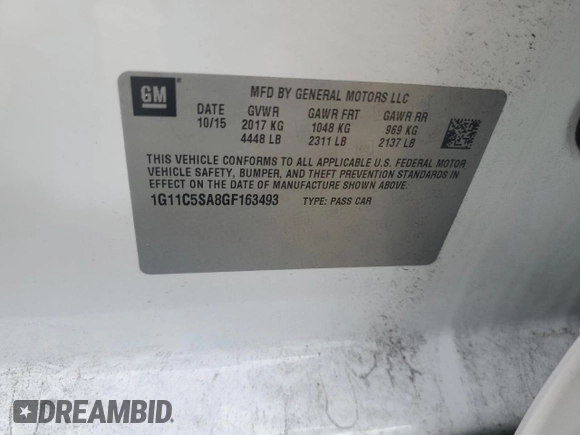 GM
MFD BY GENERAL MOTORS LLC
DATE GVWR GAWR FRT GAWR RR
10/15 2017 KG 1048 KG 969 KG
4448 LB 2311 LB 2137 LB
THIS VEHICLE CONFORMS TO ALL APPLICABLE U.S. FEDERAL MOTOR
VEHICLE SAFETY, BUMPER, AND THEFT PREVENTION STANDARDS IN
EFFECT ON THE DATE OF MANUFACTURE SHOWN ABOVE.
1G11C5SA8GF163493 TYPE: PASS CAR
DREAMBID